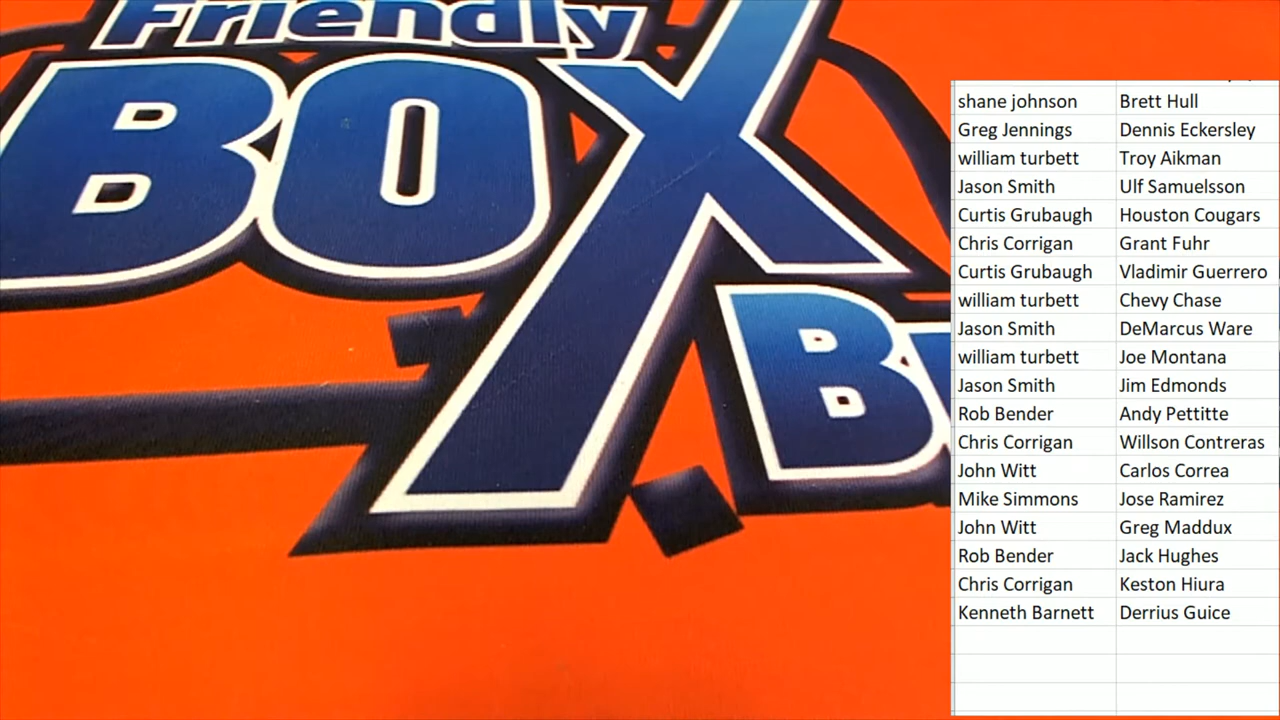 Friendly
BOX
B
shane johnson Brett Hull
Greg Jennings Dennis Eckersley
william turbett Troy Aikman
Jason Smith Ulf Samuelsson
Curtis Grubaugh Houston Cougars
Chris Corrigan Grant Fuhr
Curtis Grubaugh Vladimir Guerrero
william turbett Chevy Chase
Jason Smith DeMarcus Ware
william turbett Joe Montana
Jason Smith Jim Edmonds
Rob Bender Andy Pettitte
Chris Corrigan Willson Contreras
John Witt Carlos Correa
Mike Simmons Jose Ramirez
John Witt Greg Maddux
Rob Bender Jack Hughes
Chris Corrigan Keston Hiura
Kenneth Barnett Derrius Guice